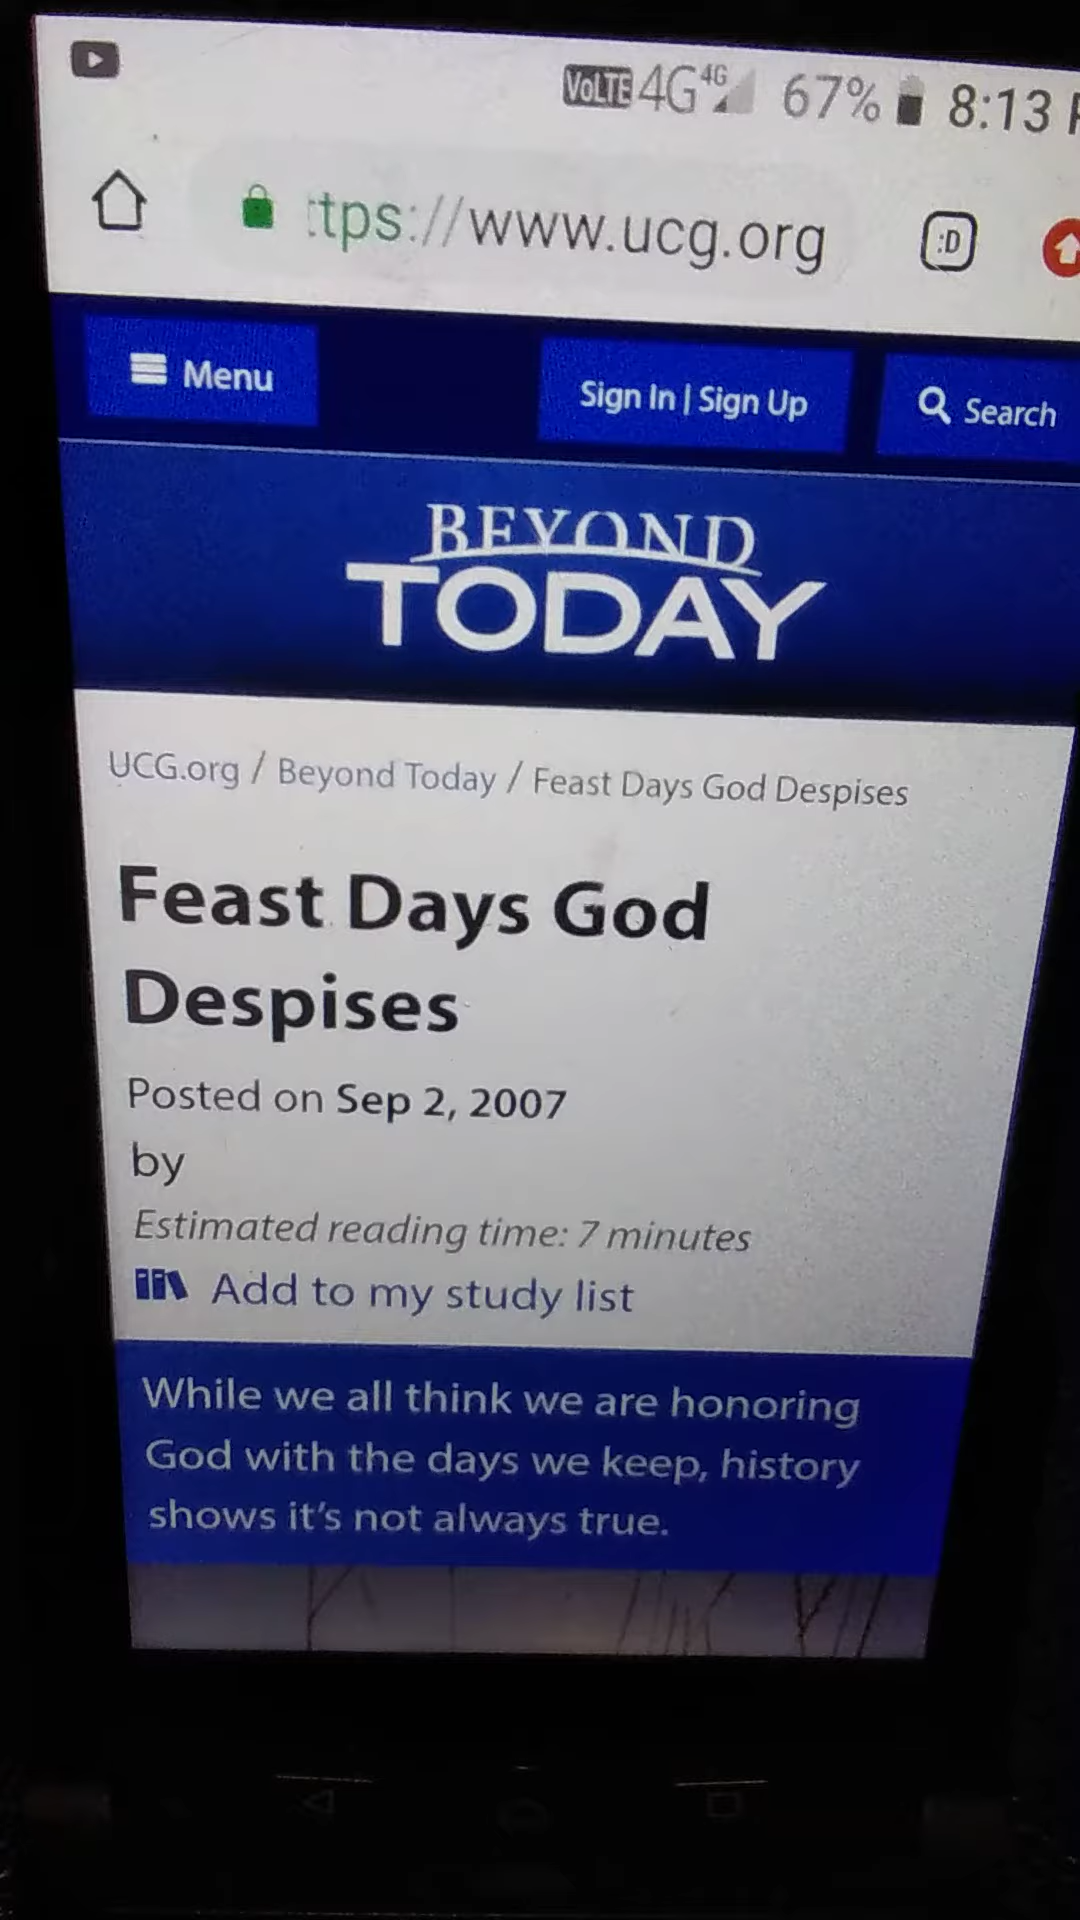 VoLTE 4G 4G 67% 8:13
:D
tps://www.ucg.org
Menu
Sign In | Sign Up
Search
BEYOND
TODAY
UCG.org / Beyond Today / Feast Days God Despises
Feast Days God
Despises
Posted on Sep 2, 2007
by
Estimated reading time: 7 minutes
Add to my study list
While we all think we are honoring
God with the days we keep, history
shows it's not always true.